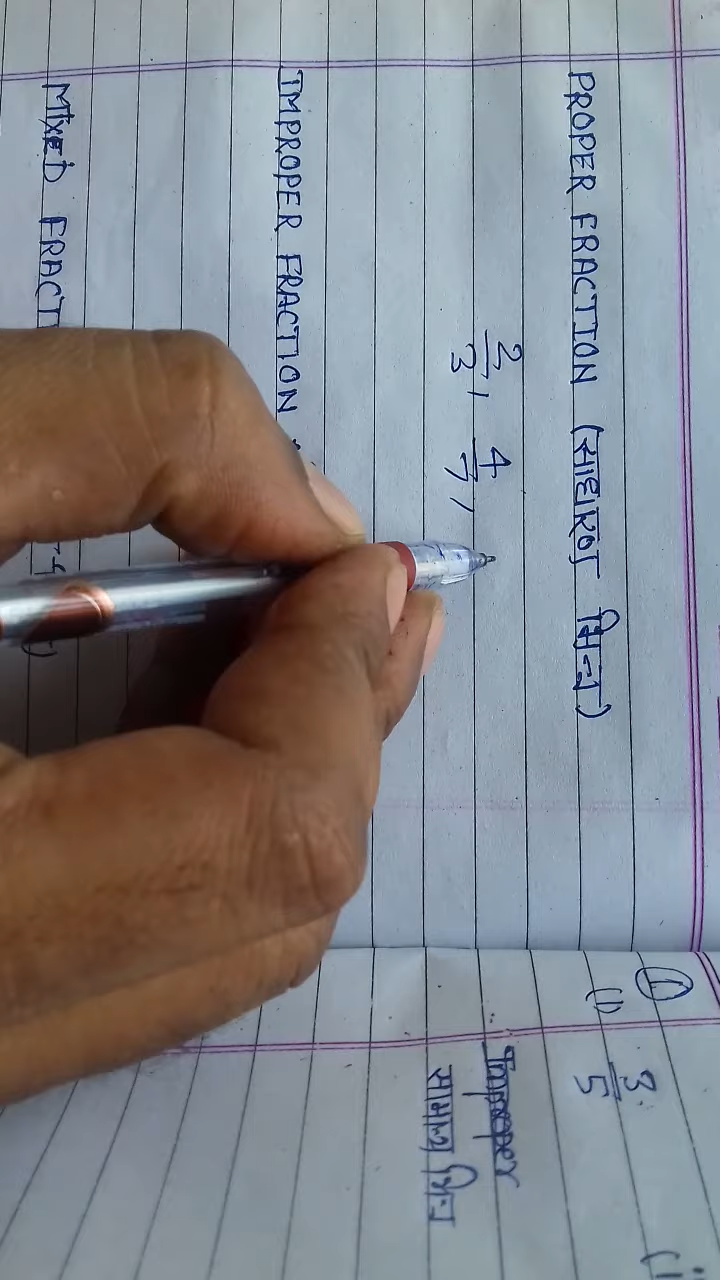 PROPER FRACTION (साधारण भिन्न)
2/3, 4/7,
IMPROPER FRACTION
MIXED FRACT
①
(i) 3/5
Improper
सामान्य भिन्न